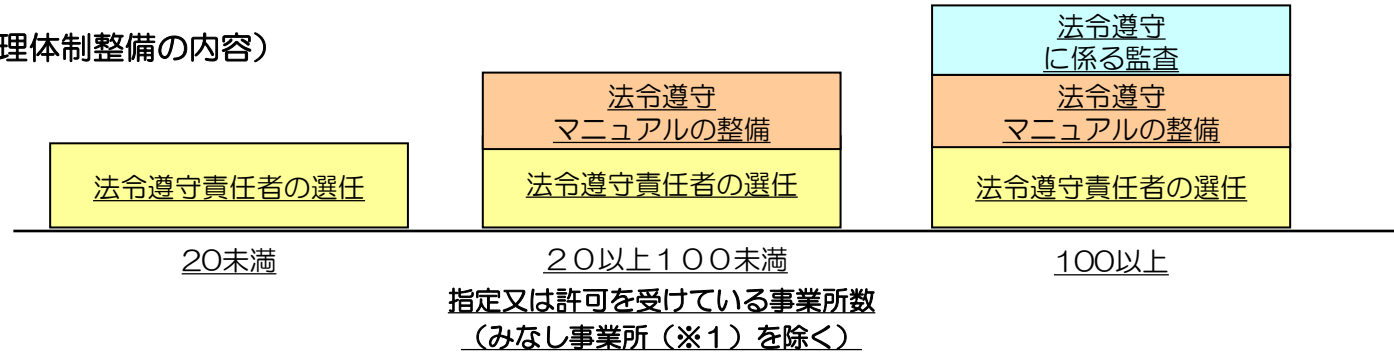 理体制整備の内容）
法令遵守
に係る監査
法令遵守
マニュアルの整備
法令遵守
マニュアルの整備
法令遵守責任者の選任
法令遵守責任者の選任
法令遵守責任者の選任
20未満
２０以上１００未満
100以上
指定又は許可を受けている事業所数
（みなし事業所（※１）を除く）